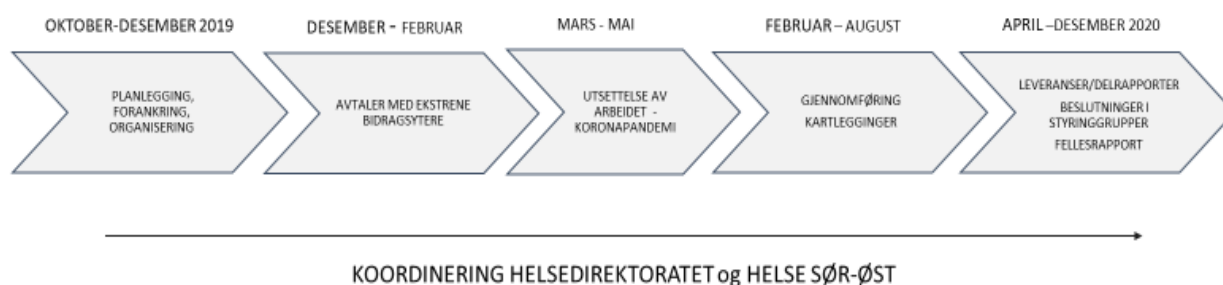 OKTOBER-DESEMBER 2019
DESEMBER - FEBRUAR
MARS - MAI
FEBRUAR – AUGUST
APRIL –DESEMBER 2020
PLANLEGGING,
FORANKRING,
ORGANISERING
AVTALER MED EKSTRENE
BIDRAGSYTERE
UTSETTELSE AV
ARBEIDET -
KORONAPANDEMI
GJENNOMFØRING
KARTLEGGINGER
LEVERANSER/DELRAPPORTER
BESLUTNINGER I
STYRINGGRUPPER
FELLESRAPPORT
KOORDINERING HELSEDIREKTORATET og HELSE SØR-ØST